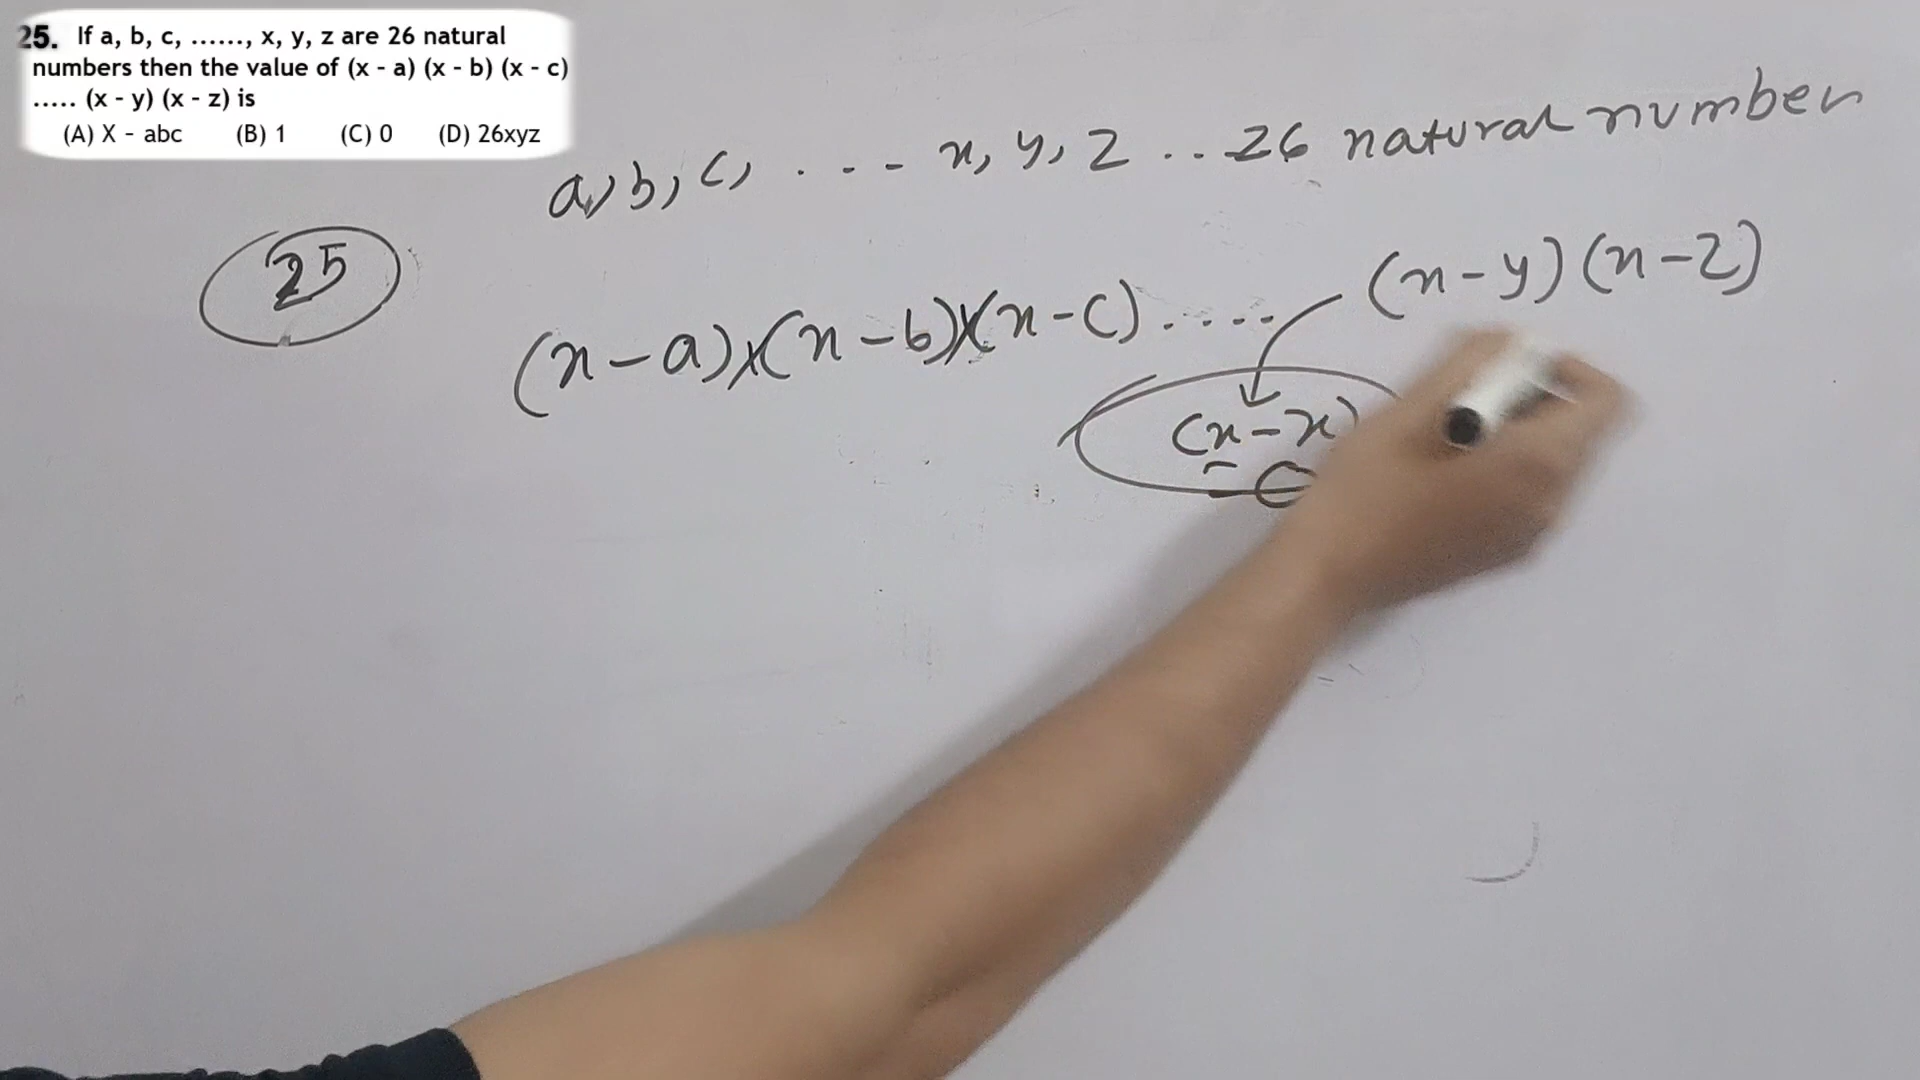 25. If a, b, c, ......, x, y, z are 26 natural
numbers then the value of (x - a) (x - b) (x - c)
..... (x - y) (x - z) is
(A) X - abc (B) 1 (C) 0 (D) 26xyz
a, b, c, . . . - x, y, z .. 26 natural number
25
(x - a)x(x - b)x(x - c) ..... (x - y) (x - z)
(x - x)
= 0